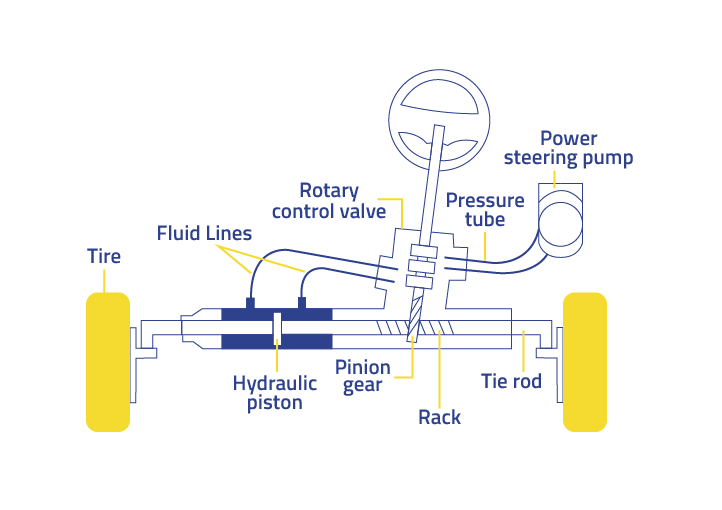 Power
steering pump
Rotary
control valve
Pressure
tube
Fluid Lines
Tire
Pinion
gear
Hydraulic
piston
Tie rod
Rack